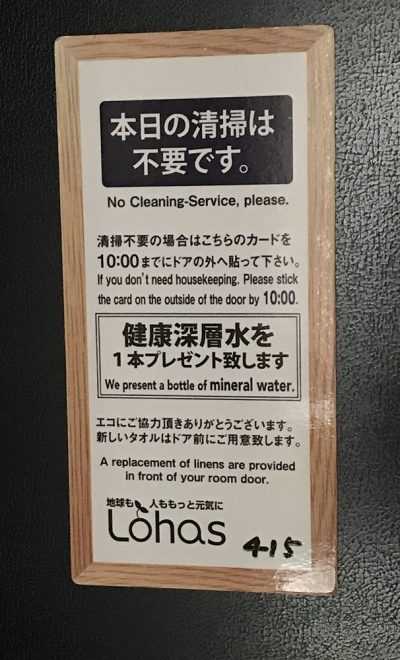 本日の清掃は
不要です。
No Cleaning-Service, please.
清掃不要の場合はこちらのカードを
10:00までにドアの外へ貼って下さい。
If you don't need housekeeping. Please stick
the card on the outside of the door by 10:00.
健康深層水を
1本プレゼント致します
We present a bottle of mineral water.
エコにご協力頂きありがとうございます。
新しいタオルはドア前にご用意致します。
A replacement of linens are provided
in front of your room door.
地球も人ももっと元気に
Lohas
4-15